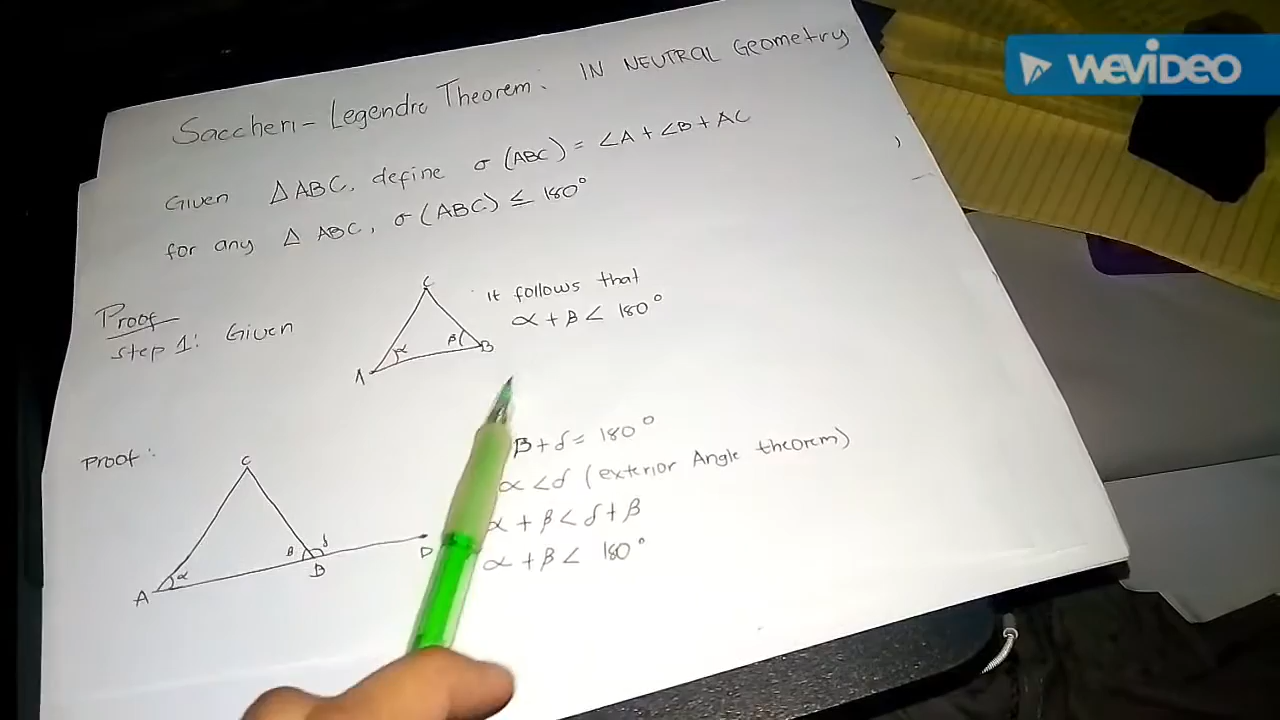 WEVIDEO
Saccheri-Legendre Theorem: IN NEUTRAL Geometry
Given △ABC, define σ(ABC) = ∠A + ∠B + AC
for any △ ABC, σ(ABC) ≤ 180°
Proof
Step 1: Given
C
A
α
β
B
it follows that
α + β < 180°
Proof:
C
A
α
β
δ
B
D
β + δ = 180°
α < δ (exterior Angle theorem)
α + β < δ + β
α + β < 180°